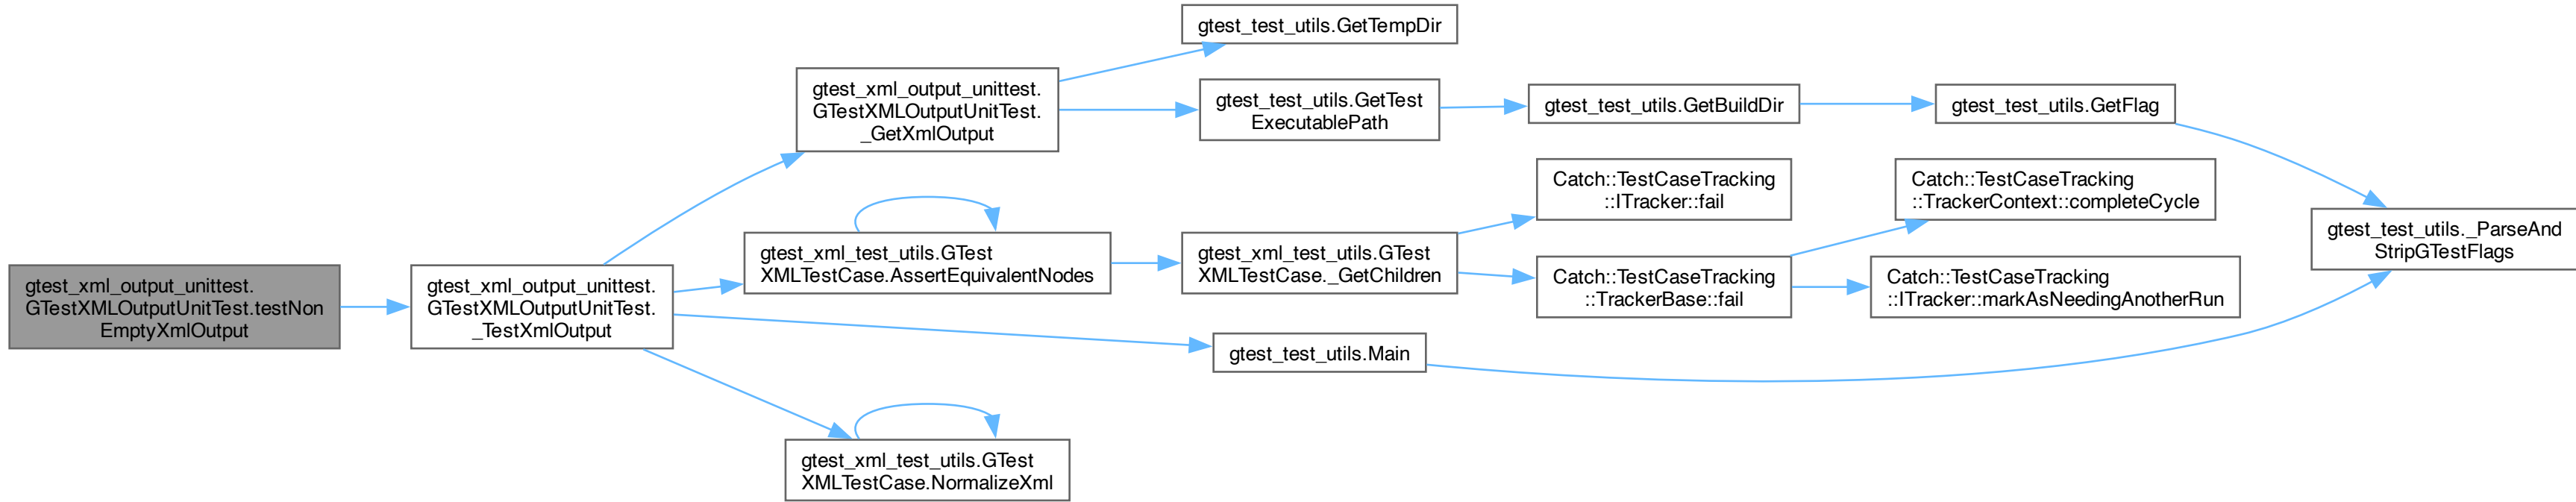 gtest_xml_output_unittest.
GTestXMLOutputUnitTest.testNon
EmptyXmlOutput
gtest_xml_output_unittest.
GTestXMLOutputUnitTest.
_TestXmlOutput
gtest_xml_output_unittest.
GTestXMLOutputUnitTest.
_GetXmlOutput
gtest_test_utils.GetTempDir
gtest_test_utils.GetTest
ExecutablePath
gtest_test_utils.GetBuildDir
gtest_test_utils.GetFlag
gtest_test_utils._ParseAnd
StripGTestFlags
gtest_xml_test_utils.GTest
XMLTestCase.AssertEquivalentNodes
gtest_xml_test_utils.GTest
XMLTestCase._GetChildren
Catch::TestCaseTracking
::ITracker::fail
Catch::TestCaseTracking
::TrackerBase::fail
Catch::TestCaseTracking
::TrackerContext::completeCycle
Catch::TestCaseTracking
::ITracker::markAsNeedingAnotherRun
gtest_test_utils.Main
gtest_xml_test_utils.GTest
XMLTestCase.NormalizeXml